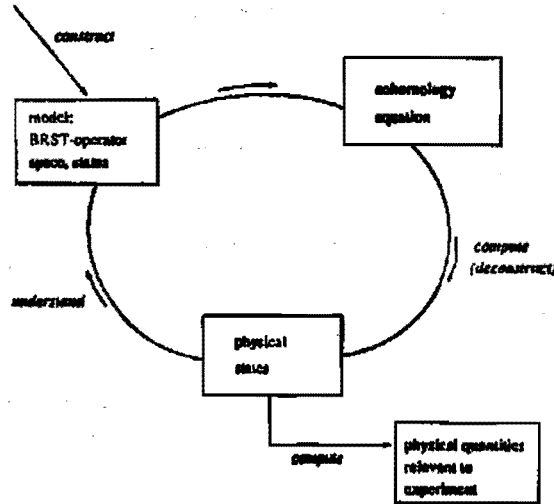 construct
model:
BRST-operator
space, states
cohomology
equation
compute
(deconstruct)
understand
physical
states
compute
physical quantities
relevant to
experiment